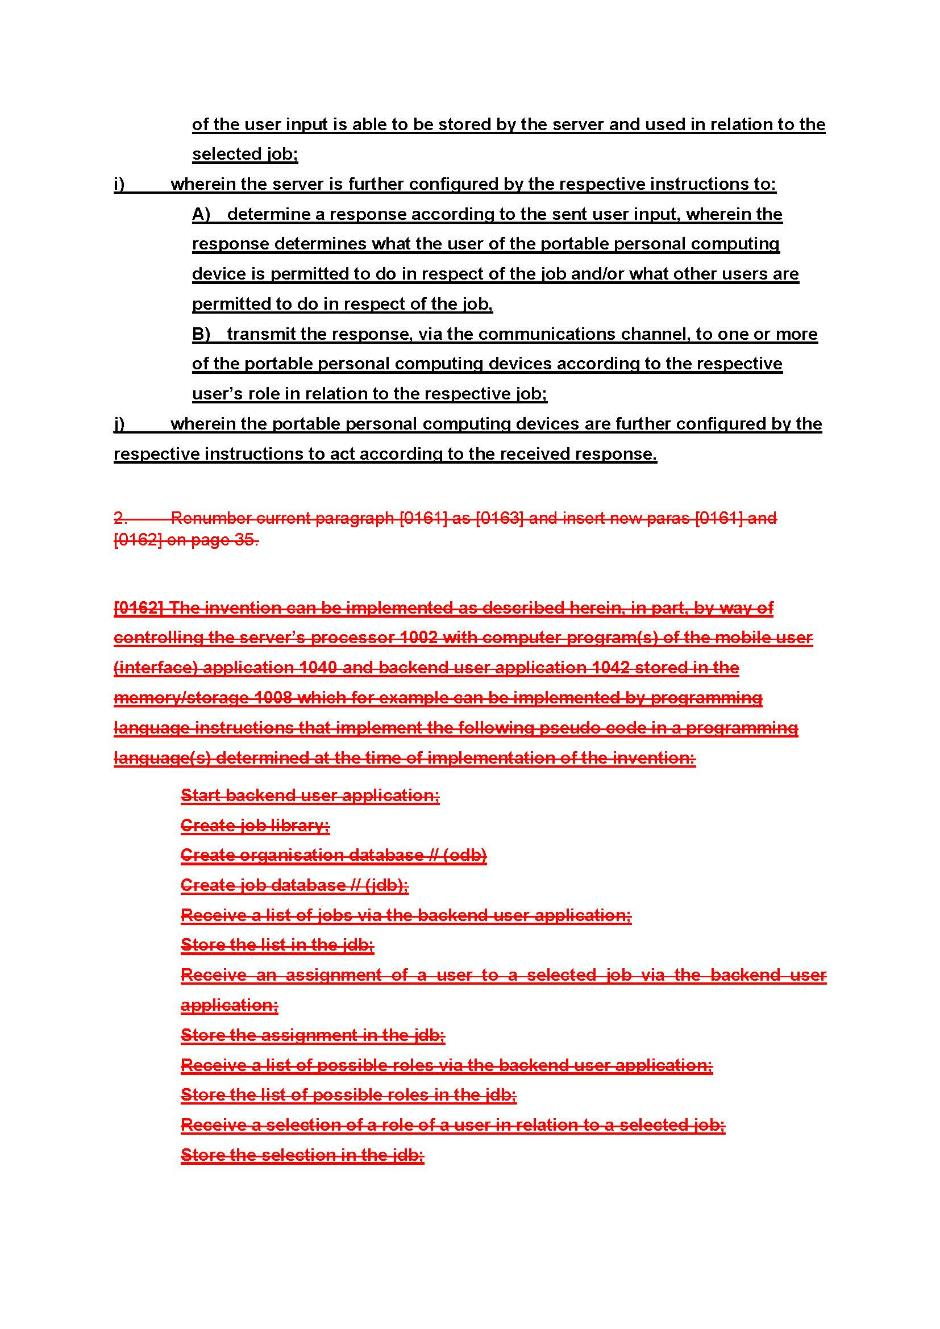 of the user input is able to be stored by the server and used in relation to the
selected job;
i) wherein the server is further configured by the respective instructions to:
A) determine a response according to the sent user input, wherein the
response determines what the user of the portable personal computing
device is permitted to do in respect of the job and/or what other users are
permitted to do in respect of the job,
B) transmit the response, via the communications channel, to one or more
of the portable personal computing devices according to the respective
user’s role in relation to the respective job;
j) wherein the portable personal computing devices are further configured by the
respective instructions to act according to the received response.
2. Renumber current paragraph [0161] as [0163] and insert new paras [0161] and
[0162] on page 35.
[0162] The invention can be implemented as described herein, in part, by way of
controlling the server’s processor 1002 with computer program(s) of the mobile user
(interface) application 1040 and backend user application 1042 stored in the
memory/storage 1008 which for example can be implemented by programming
language instructions that implement the following pseudo code in a programming
language(s) determined at the time of implementation of the invention:
Start backend user application;
Create job library;
Create organisation database // (odb)
Create job database // (jdb);
Receive a list of jobs via the backend user application;
Store the list in the jdb;
Receive an assignment of a user to a selected job via the backend user
application;
Store the assignment in the jdb;
Receive a list of possible roles via the backend user application;
Store the list of possible roles in the jdb;
Receive a selection of a role of a user in relation to a selected job;
Store the selection in the jdb;